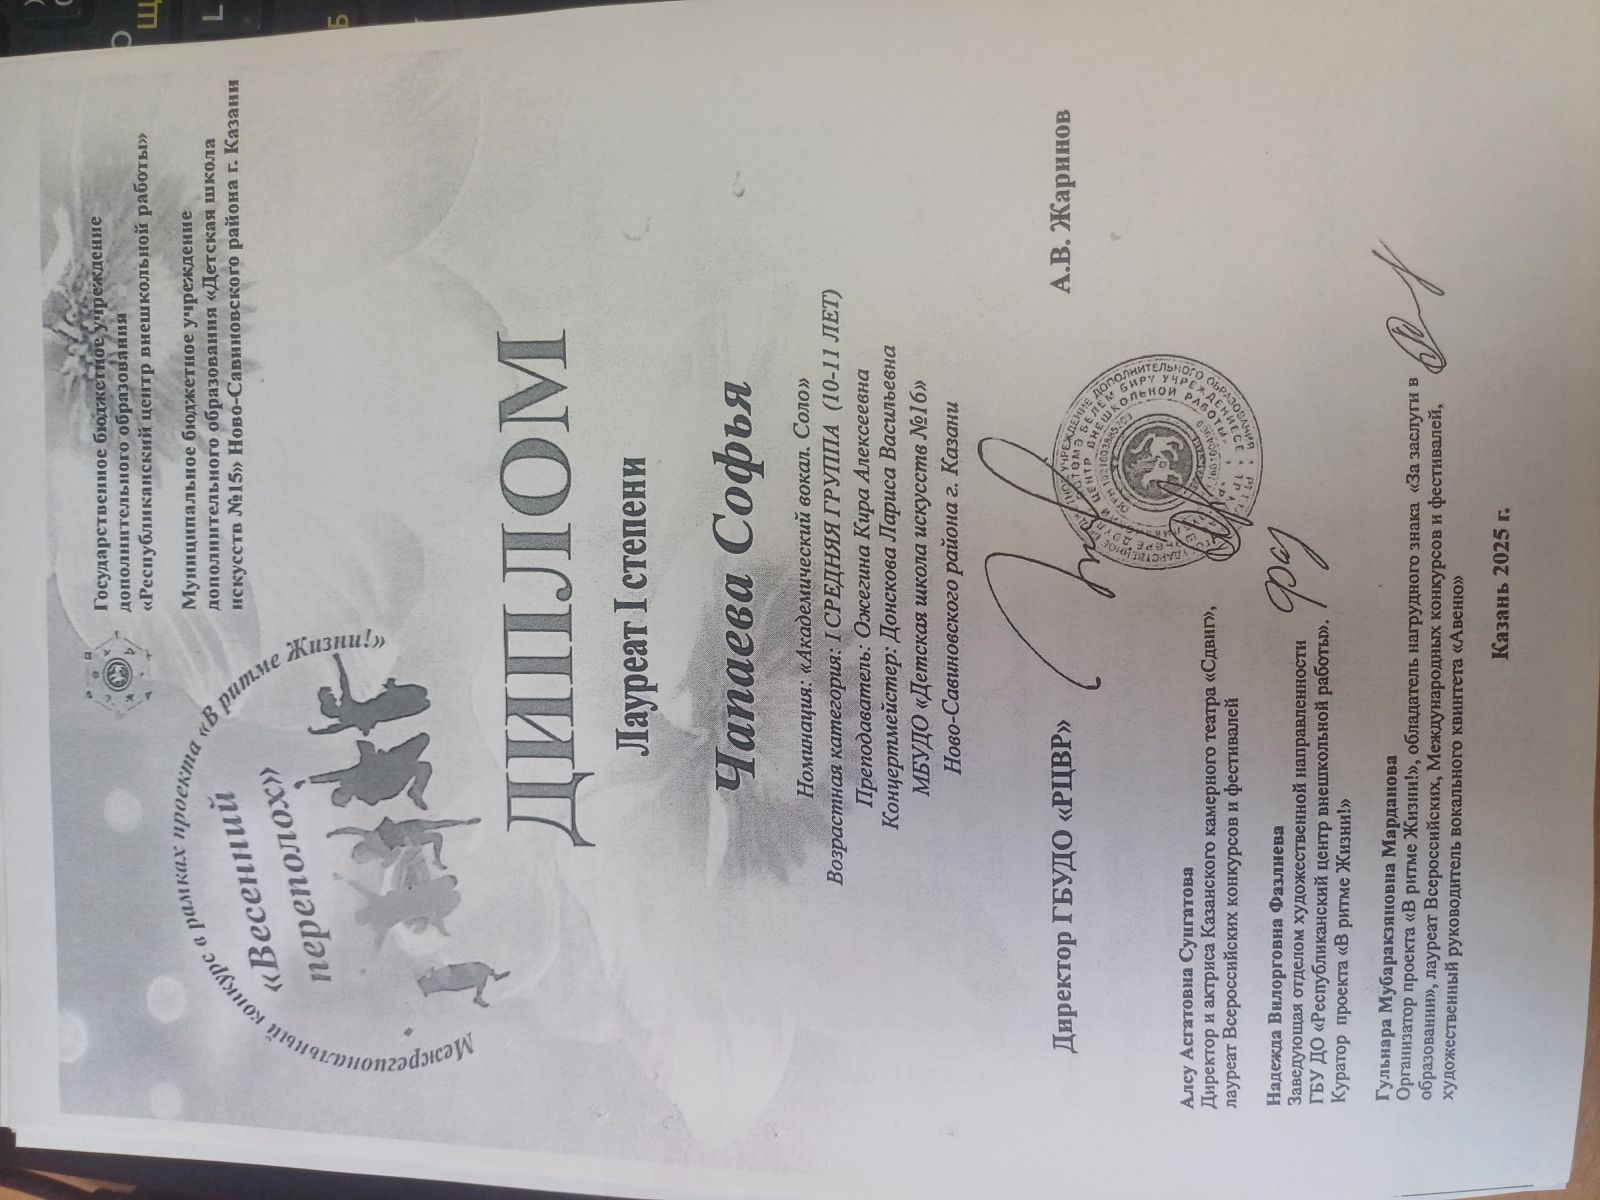 Государственное бюджетное учреждение
дополнительного образования
«Республиканский центр внешкольной работы»
Муниципальное бюджетное учреждение
дополнительного образования «Детская школа
искусств №15» Ново-Савиновского района г. Казани
Межрегиональный конкурс в рамках проекта «В ритме Жизни!»
«Весенний
переполох»
ДИПЛОМ
Лауреат I степени
Чапаева Софья
Номинация: «Академический вокал. Соло»
Возрастная категория: I СРЕДНЯЯ ГРУППА (10-11 ЛЕТ)
Преподаватель: Ожегина Кира Алексеевна
Концертмейстер: Донскова Лариса Васильевна
МБУДО «Детская школа искусств №16»
Ново-Савиновского района г. Казани
Директор ГБУДО «РЦВР»
А.В. Жаринов
Алсу Асгатовна Сунгатова
Директор и актриса Казанского камерного театра «Сдвиг»,
лауреат Всероссийских конкурсов и фестивалей
Надежда Вилоргoвна Фазлиева
Заведующая отделом художественной направленности
ГБУ ДО «Республиканский центр внешкольной работы».
Куратор проекта «В ритме Жизни!»
Гульнара Мубаракзяновна Марданова
Организатор проекта «В ритме Жизни!», обладатель нагрудного знака «За заслуги в
образовании», лауреат Всероссийских, Международных конкурсов и фестивалей,
художественный руководитель вокального квинтета «Авеню»
Казань 2025 г.